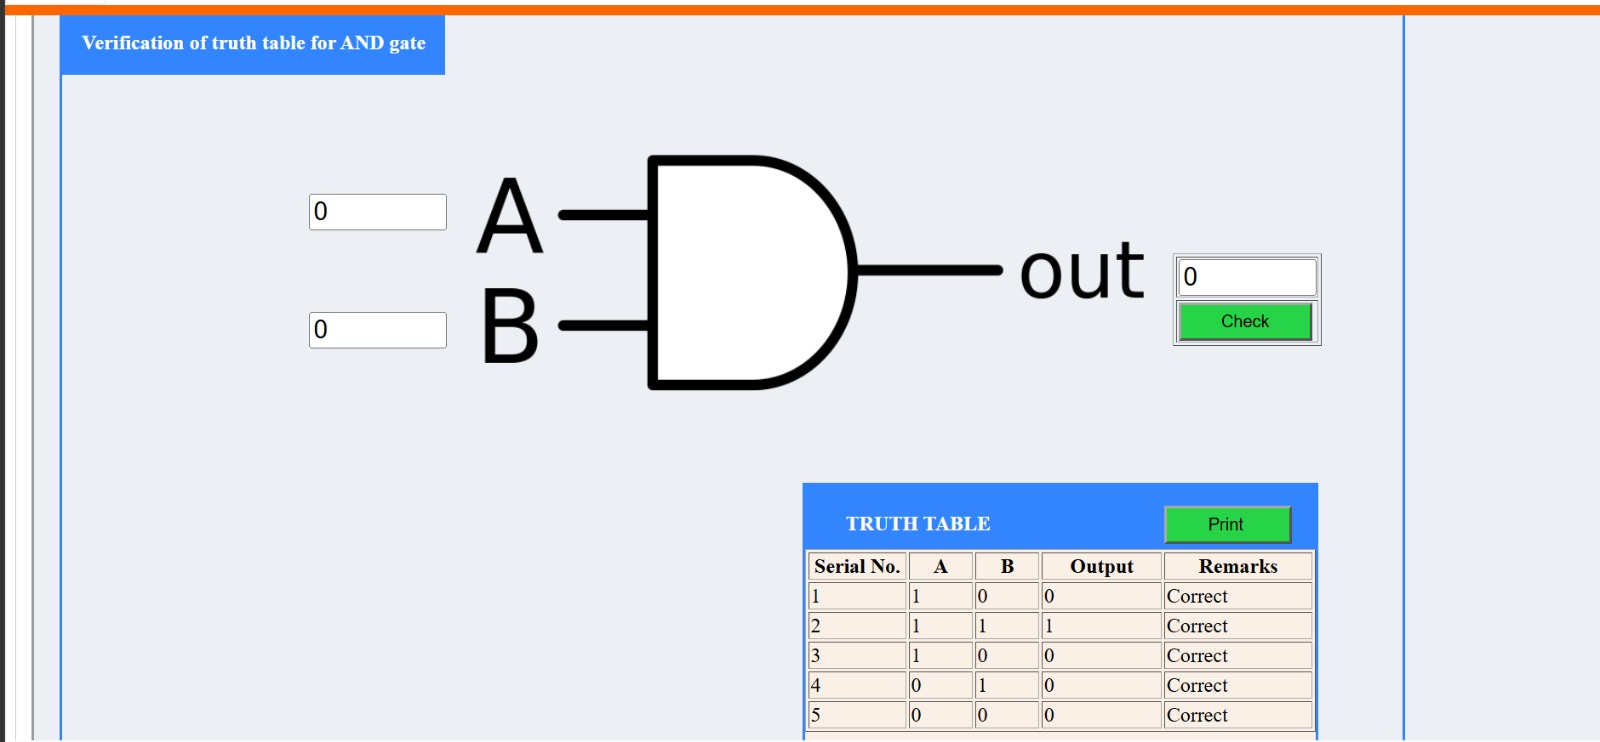 Verification of truth table for AND gate
0 A
out 0
0 B
Check
TRUTH TABLE Print
Serial No. A B Output Remarks
1 1 0 0 Correct
2 1 1 1 Correct
3 1 0 0 Correct
4 0 1 0 Correct
5 0 0 0 Correct